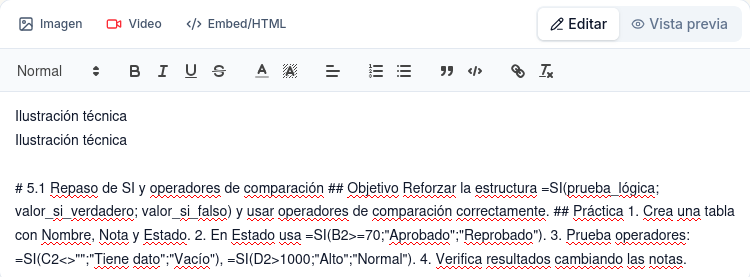 Imagen Video Embed/HTML Editar Vista previa
Normal B I U S A A
Ilustración técnica
Ilustración técnica
# 5.1 Repaso de SI y operadores de comparación ## Objetivo Reforzar la estructura =SI(prueba_lógica;
valor_si_verdadero; valor_si_falso) y usar operadores de comparación correctamente. ## Práctica 1. Crea una tabla
con Nombre, Nota y Estado. 2. En Estado usa =SI(B2>=70;"Aprobado";"Reprobado"). 3. Prueba operadores:
=SI(C2<>"";"Tiene dato";"Vacío"), =SI(D2>1000;"Alto";"Normal"). 4. Verifica resultados cambiando las notas.